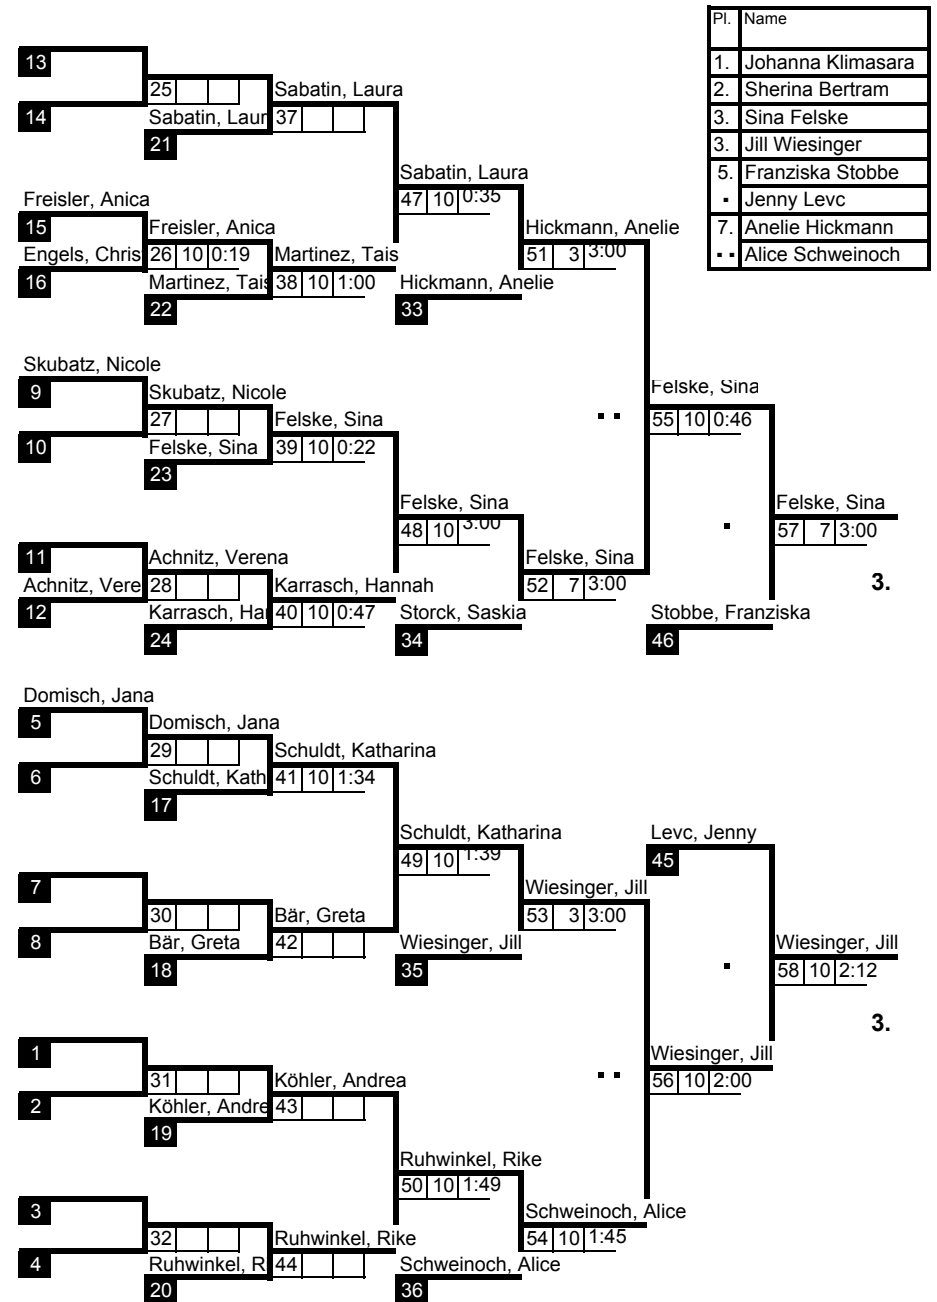 Pl. Name
1. Johanna Klimasara
2. Sherina Bertram
3. Sina Felske
3. Jill Wiesinger
5. Franziska Stobbe
Jenny Levc
7. Anelie Hickmann
Alice Schweinoch
13
25
Sabatin, Laura
14
Sabatin, Laur
37
21
Sabatin, Laura
47 10 0:35
Freisler, Anica
15
Freisler, Anica
Hickmann, Anelie
Engels, Chris
26 10 0:19
Martinez, Tais
51 3 3:00
16
Martinez, Tais
38 10 1:00
Hickmann, Anelie
22
33
Skubatz, Nicole
9
Skubatz, Nicole
Felske, Sina
27
Felske, Sina
55 10 0:46
10
Felske, Sina
39 10 0:22
23
Felske, Sina
Felske, Sina
48 10 3:00
57 7 3:00
11
Achnitz, Verena
Felske, Sina
Achnitz, Vere
28
Karrasch, Hannah
52 7 3:00
3.
12
Karrasch, Han
40 10 0:47
Storck, Saskia
Stobbe, Franziska
24
34
46
Domisch, Jana
5
Domisch, Jana
29
Schuldt, Katharina
6
Schuldt, Kath
41 10 1:34
17
Schuldt, Katharina
Levc, Jenny
49 10 1:39
45
7
Wiesinger, Jill
30
Bär, Greta
53 3 3:00
8
Bär, Greta
42
Wiesinger, Jill
Wiesinger, Jill
18
35
58 10 2:12
3.
1
Wiesinger, Jill
31
Köhler, Andrea
56 10 2:00
2
Köhler, Andre
43
19
Ruhwinkel, Rike
50 10 1:49
3
Schweinoch, Alice
32
Ruhwinkel, Rike
54 10 1:45
4
Ruhwinkel, R
44
Schweinoch, Alice
20
36